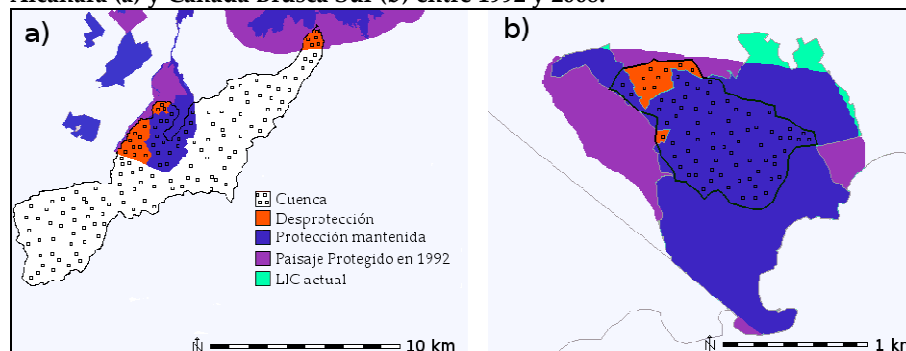 Alcanara (a) y Cañada Brusca Sur (b) entre 1992 y 2008.
a)
b)
Cuenca
Desprotección
Protección mantenida
Paisaje Protegido en 1992
LIC actual
N
10 km
N
1 km